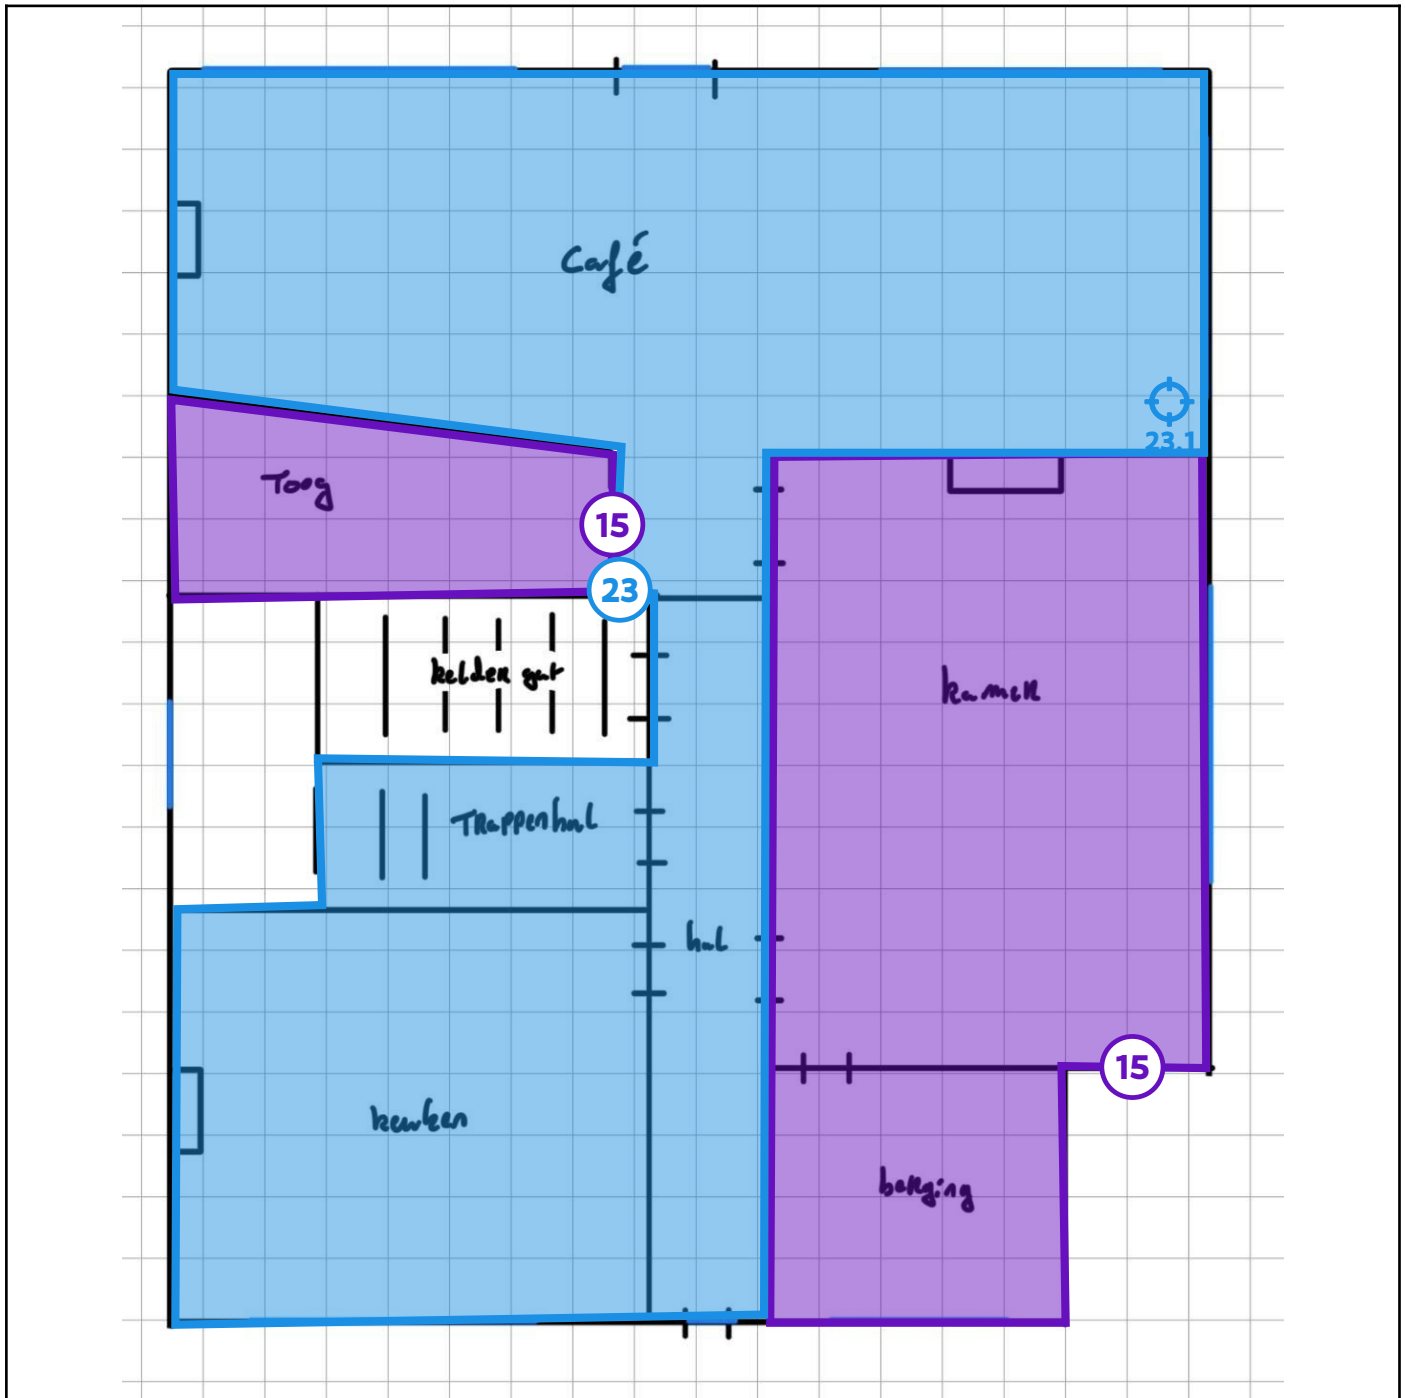 Café
23.1
Toog
15
23
kelder gat
kamer
Trappenhal
hal
15
keuken
berging